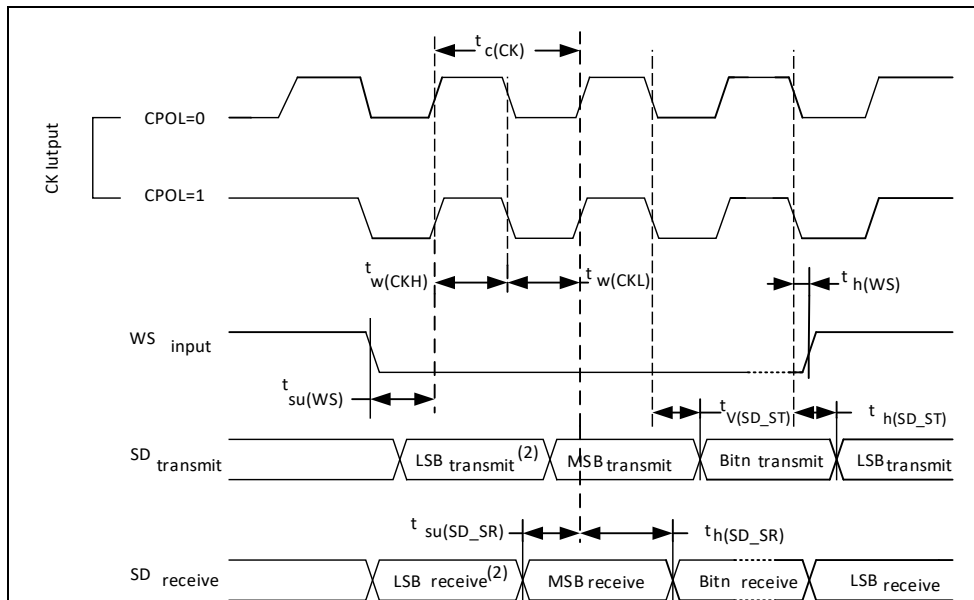 t c(CK)
CK lutput
CPOL=0
CPOL=1
t w(CKH)
t w(CKL)
t h(WS)
WS input
t su(WS)
t V(SD_ST)
t h(SD_ST)
SD transmit
LSB transmit(2)
MSB transmit
Bitn transmit
LSB transmit
t su(SD_SR)
t h(SD_SR)
SD receive
LSB receive(2)
MSB receive
Bitn receive
LSB receive